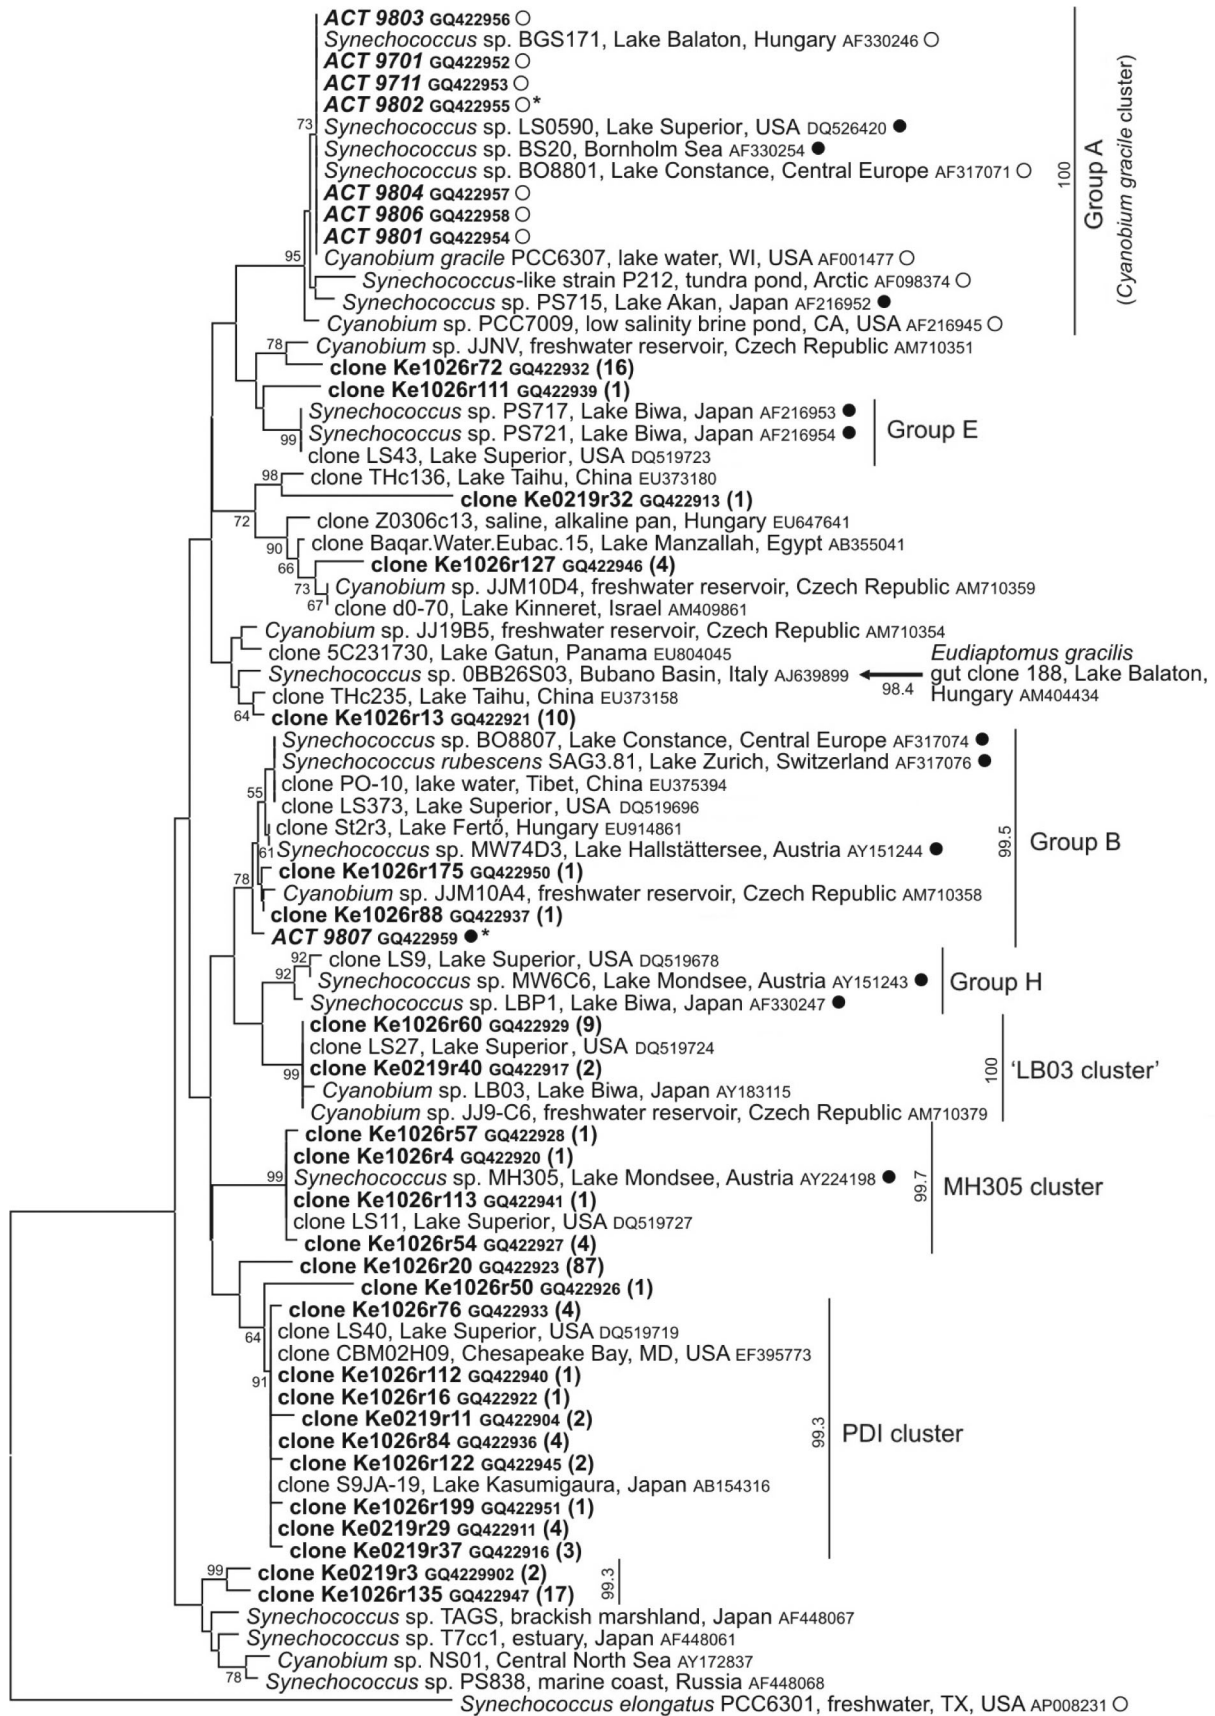 ACT 9803 GQ422956 ○
Synechococcus sp. BGS171, Lake Balaton, Hungary AF330246 ○
ACT 9701 GQ422952 ○
ACT 9711 GQ422953 ○
ACT 9802 GQ422955 ○*
73
Synechococcus sp. LS0590, Lake Superior, USA DQ526420 ●
Synechococcus sp. BS20, Bornholm Sea AF330254 ●
Synechococcus sp. BO8801, Lake Constance, Central Europe AF317071 ○
ACT 9804 GQ422957 ○
ACT 9806 GQ422958 ○
ACT 9801 GQ422954 ○
95
Cyanobium gracile PCC6307, lake water, WI, USA AF001477 ○
Synechococcus-like strain P212, tundra pond, Arctic AF098374 ○
Synechococcus sp. PS715, Lake Akan, Japan AF216952 ●
Cyanobium sp. PCC7009, low salinity brine pond, CA, USA AF216945 ○
100
Group A
(Cyanobium gracile cluster)
78
Cyanobium sp. JJNV, freshwater reservoir, Czech Republic AM710351
clone Ke1026r72 GQ422932 (16)
clone Ke1026r111 GQ422939 (1)
Synechococcus sp. PS717, Lake Biwa, Japan AF216953 ●
99
Synechococcus sp. PS721, Lake Biwa, Japan AF216954 ●
clone LS43, Lake Superior, USA DQ519723
Group E
98
clone THc136, Lake Taihu, China EU373180
clone Ke0219r32 GQ422913 (1)
72
clone Z0306c13, saline, alkaline pan, Hungary EU647641
90
clone Baqar.Water.Eubac.15, Lake Manzallah, Egypt AB355041
66
clone Ke1026r127 GQ422946 (4)
73
Cyanobium sp. JJM10D4, freshwater reservoir, Czech Republic AM710359
67
clone d0-70, Lake Kinneret, Israel AM409861
Cyanobium sp. JJ19B5, freshwater reservoir, Czech Republic AM710354
clone 5C231730, Lake Gatun, Panama EU804045
Synechococcus sp. 0BB26S03, Bubano Basin, Italy AJ639899
98.4
Eudiaptomus gracilis
gut clone 188, Lake Balaton,
Hungary AM404434
clone THc235, Lake Taihu, China EU373158
64
clone Ke1026r13 GQ422921 (10)
Synechococcus sp. BO8807, Lake Constance, Central Europe AF317074 ●
Synechococcus rubescens SAG3.81, Lake Zurich, Switzerland AF317076 ●
55
clone PO-10, lake water, Tibet, China EU375394
clone LS373, Lake Superior, USA DQ519696
clone St2r3, Lake Fertő, Hungary EU914861
61
Synechococcus sp. MW74D3, Lake Hallstättersee, Austria AY151244 ●
78
clone Ke1026r175 GQ422950 (1)
Cyanobium sp. JJM10A4, freshwater reservoir, Czech Republic AM710358
clone Ke1026r88 GQ422937 (1)
ACT 9807 GQ422959 ●*
99.5
Group B
92
clone LS9, Lake Superior, USA DQ519678
92
Synechococcus sp. MW6C6, Lake Mondsee, Austria AY151243 ●
Synechococcus sp. LBP1, Lake Biwa, Japan AF330247 ●
Group H
clone Ke1026r60 GQ422929 (9)
clone LS27, Lake Superior, USA DQ519724
99
clone Ke0219r40 GQ422917 (2)
Cyanobium sp. LB03, Lake Biwa, Japan AY183115
Cyanobium sp. JJ9-C6, freshwater reservoir, Czech Republic AM710379
100
‘LB03 cluster’
clone Ke1026r57 GQ422928 (1)
clone Ke1026r4 GQ422920 (1)
99
Synechococcus sp. MH305, Lake Mondsee, Austria AY224198 ●
clone Ke1026r113 GQ422941 (1)
clone LS11, Lake Superior, USA DQ519727
clone Ke1026r54 GQ422927 (4)
99.7
MH305 cluster
clone Ke1026r20 GQ422923 (87)
clone Ke1026r50 GQ422926 (1)
64
clone Ke1026r76 GQ422933 (4)
clone LS40, Lake Superior, USA DQ519719
clone CBM02H09, Chesapeake Bay, MD, USA EF395773
91
clone Ke1026r112 GQ422940 (1)
clone Ke1026r16 GQ422922 (1)
clone Ke0219r11 GQ422904 (2)
clone Ke1026r84 GQ422936 (4)
clone Ke1026r122 GQ422945 (2)
clone S9JA-19, Lake Kasumigaura, Japan AB154316
clone Ke1026r199 GQ422951 (1)
clone Ke0219r29 GQ422911 (4)
clone Ke0219r37 GQ422916 (3)
99.3
PDI cluster
99
clone Ke0219r3 GQ4229902 (2)
clone Ke1026r135 GQ422947 (17)
99.3
Synechococcus sp. TAGS, brackish marshland, Japan AF448067
Synechococcus sp. T7cc1, estuary, Japan AF448061
Cyanobium sp. NS01, Central North Sea AY172837
78
Synechococcus sp. PS838, marine coast, Russia AF448068
Synechococcus elongatus PCC6301, freshwater, TX, USA AP008231 ○